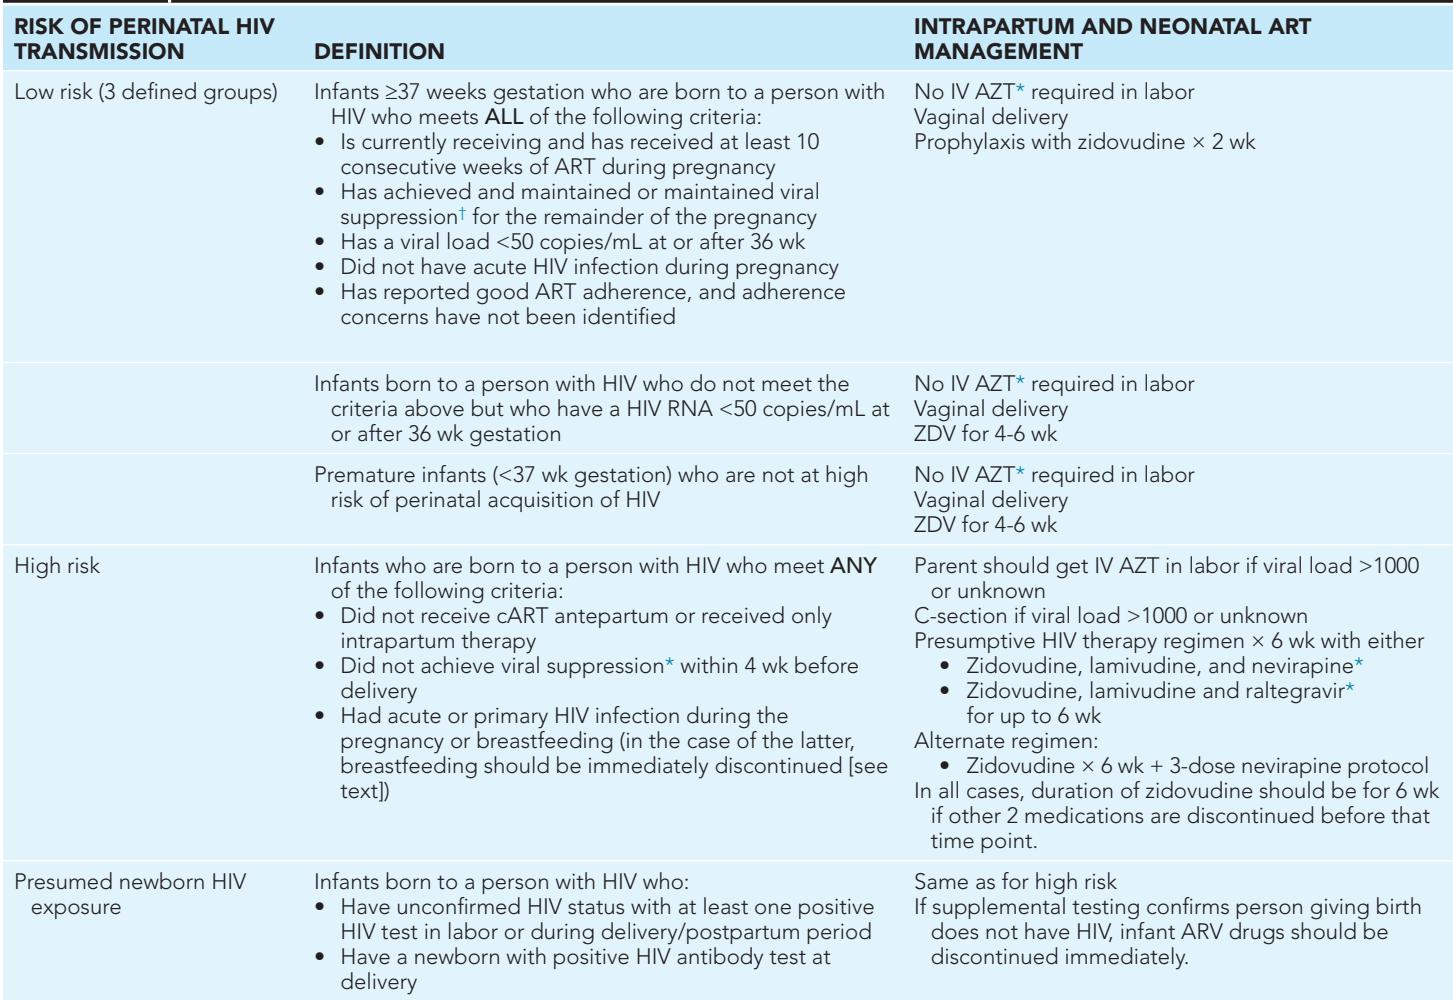 RISK OF PERINATAL HIV
TRANSMISSION
DEFINITION
INTRAPARTUM AND NEONATAL ART
MANAGEMENT
Low risk (3 defined groups)
Infants ≥37 weeks gestation who are born to a person with
HIV who meets ALL of the following criteria:
• Is currently receiving and has received at least 10
consecutive weeks of ART during pregnancy
• Has achieved and maintained or maintained viral
suppression† for the remainder of the pregnancy
• Has a viral load <50 copies/mL at or after 36 wk
• Did not have acute HIV infection during pregnancy
• Has reported good ART adherence, and adherence
concerns have not been identified
No IV AZT* required in labor
Vaginal delivery
Prophylaxis with zidovudine × 2 wk
Infants born to a person with HIV who do not meet the
criteria above but who have a HIV RNA <50 copies/mL at
or after 36 wk gestation
No IV AZT* required in labor
Vaginal delivery
ZDV for 4-6 wk
Premature infants (<37 wk gestation) who are not at high
risk of perinatal acquisition of HIV
No IV AZT* required in labor
Vaginal delivery
ZDV for 4-6 wk
High risk
Infants who are born to a person with HIV who meet ANY
of the following criteria:
• Did not receive cART antepartum or received only
intrapartum therapy
• Did not achieve viral suppression* within 4 wk before
delivery
• Had acute or primary HIV infection during the
pregnancy or breastfeeding (in the case of the latter,
breastfeeding should be immediately discontinued [see
text])
Parent should get IV AZT in labor if viral load >1000
or unknown
C-section if viral load >1000 or unknown
Presumptive HIV therapy regimen × 6 wk with either
• Zidovudine, lamivudine, and nevirapine*
• Zidovudine, lamivudine and raltegravir*
for up to 6 wk
Alternate regimen:
• Zidovudine × 6 wk + 3-dose nevirapine protocol
In all cases, duration of zidovudine should be for 6 wk
if other 2 medications are discontinued before that
time point.
Presumed newborn HIV
exposure
Infants born to a person with HIV who:
• Have unconfirmed HIV status with at least one positive
HIV test in labor or during delivery/postpartum period
• Have a newborn with positive HIV antibody test at
delivery
Same as for high risk
If supplemental testing confirms person giving birth
does not have HIV, infant ARV drugs should be
discontinued immediately.